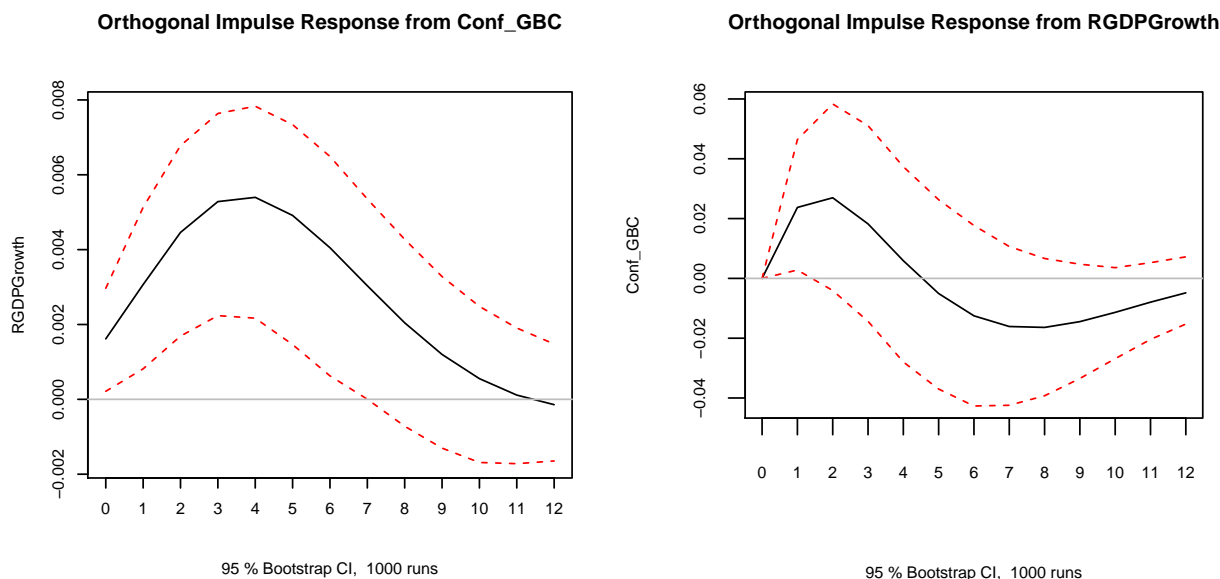 Orthogonal Impulse Response from Conf_GBC
RGDPGrowth
0.008
0.006
0.004
0.002
0.000
−0.002
0 1 2 3 4 5 6 7 8 9 10 11 12
95 % Bootstrap CI, 1000 runs
Orthogonal Impulse Response from RGDPGrowth
Conf_GBC
0.06
0.04
0.02
0.00
−0.02
−0.04
0 1 2 3 4 5 6 7 8 9 10 11 12
95 % Bootstrap CI, 1000 runs